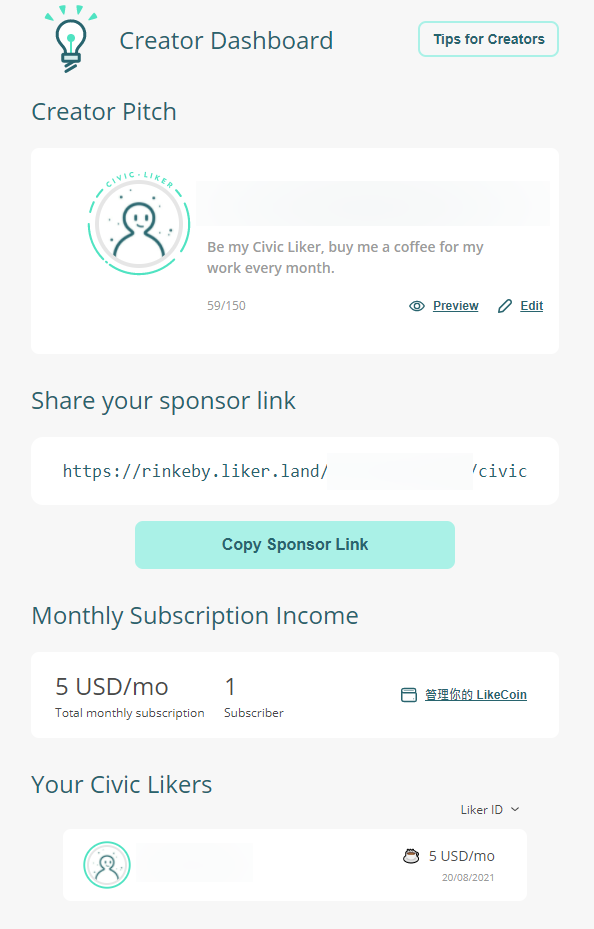 Creator Dashboard
Tips for Creators
Creator Pitch
CIVIC · LIKER
Be my Civic Liker, buy me a coffee for my
work every month.
59/150
Preview
Edit
Share your sponsor link
https://rinkeby.liker.land/ /civic
Copy Sponsor Link
Monthly Subscription Income
5 USD/mo
1
Total monthly subscription
Subscriber
管理你的 LikeCoin
Your Civic Likers
Liker ID
5 USD/mo
20/08/2021